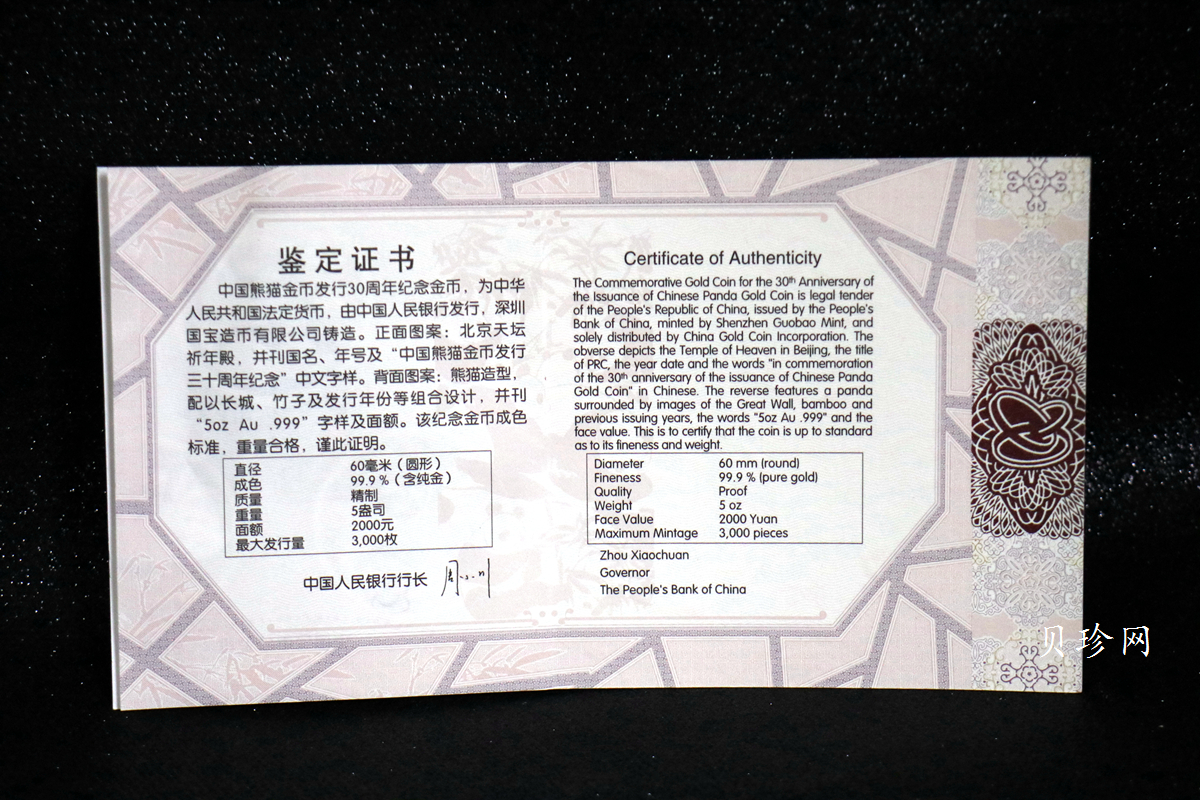 鉴定证书
中国熊猫金币发行30周年纪念金币，为中华
人民共和国法定货币，由中国人民银行发行，深圳
国宝造币有限公司铸造。正面图案：北京天坛
祈年殿，并刊国名、年号及“中国熊猫金币发行
三十周年纪念”中文字样。背面图案：熊猫造型，
配以长城、竹子及发行年份等组合设计，并刊
“5oz Au .999”字样及面额。该纪念金币成色
标准，重量合格，谨此证明。
直径 60毫米（圆形）
成色 99.9 %（含纯金）
质量 精制
重量 5盎司
面额 2000元
最大发行量 3,000枚
中国人民银行行长 周小川
Certificate of Authenticity
The Commemorative Gold Coin for the 30th Anniversary of
the Issuance of Chinese Panda Gold Coin is legal tender
of the People's Republic of China, issued by the People's
Bank of China, minted by Shenzhen Guobao Mint, and
solely distributed by China Gold Coin Incorporation. The
obverse depicts the Temple of Heaven in Beijing, the title
of PRC, the year date and the words "in commemoration
of the 30th anniversary of the issuance of Chinese Panda
Gold Coin" in Chinese. The reverse features a panda
surrounded by images of the Great Wall, bamboo and
previous issuing years, the words "5oz Au .999" and the
face value. This is to certify that the coin is up to standard
as to its fineness and weight.
Diameter 60 mm (round)
Fineness 99.9 % (pure gold)
Quality Proof
Weight 5 oz
Face Value 2000 Yuan
Maximum Mintage 3,000 pieces
Zhou Xiaochuan
Governor
The People's Bank of China
贝珍网